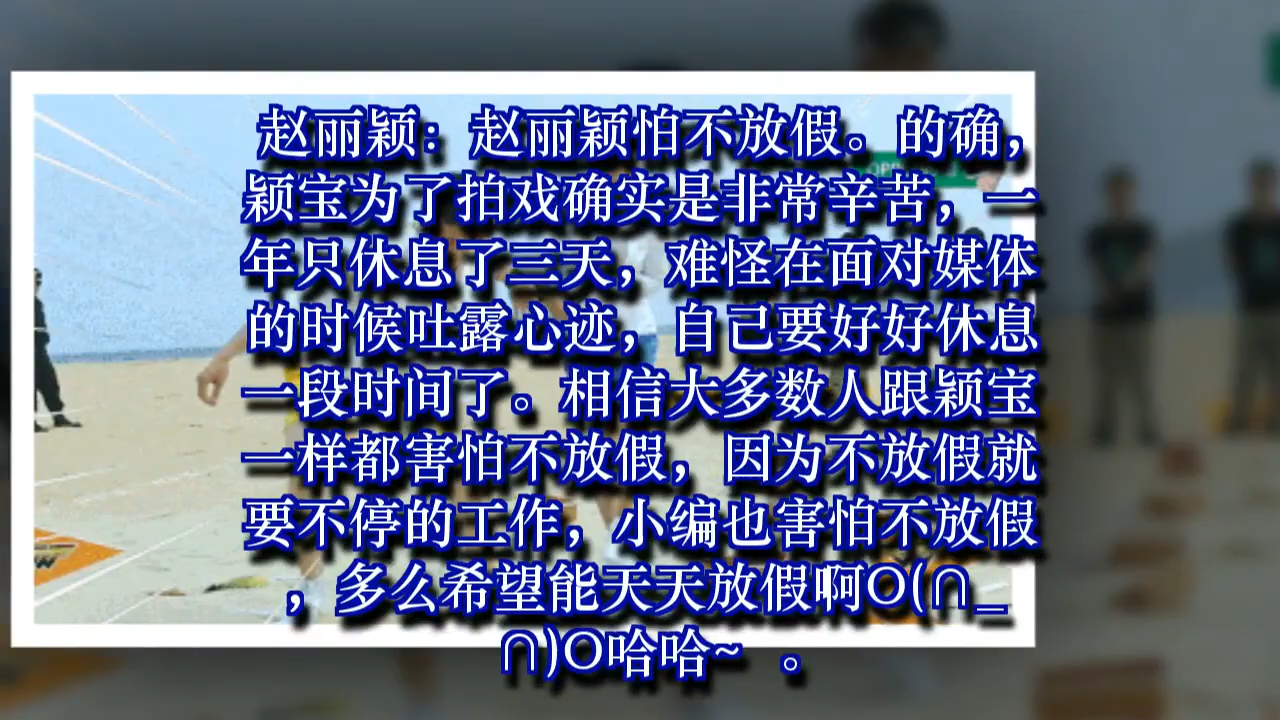 赵丽颖：赵丽颖怕不放假。的确，
颖宝为了拍戏确实是非常辛苦，一
年只休息了三天，难怪在面对媒体
的时候吐露心迹，自己要好好休息
一段时间了。相信大多数人跟颖宝
一样都害怕不放假，因为不放假就
要不停的工作，小编也害怕不放假
，多么希望能天天放假啊O(∩_
∩)O哈哈~ 。